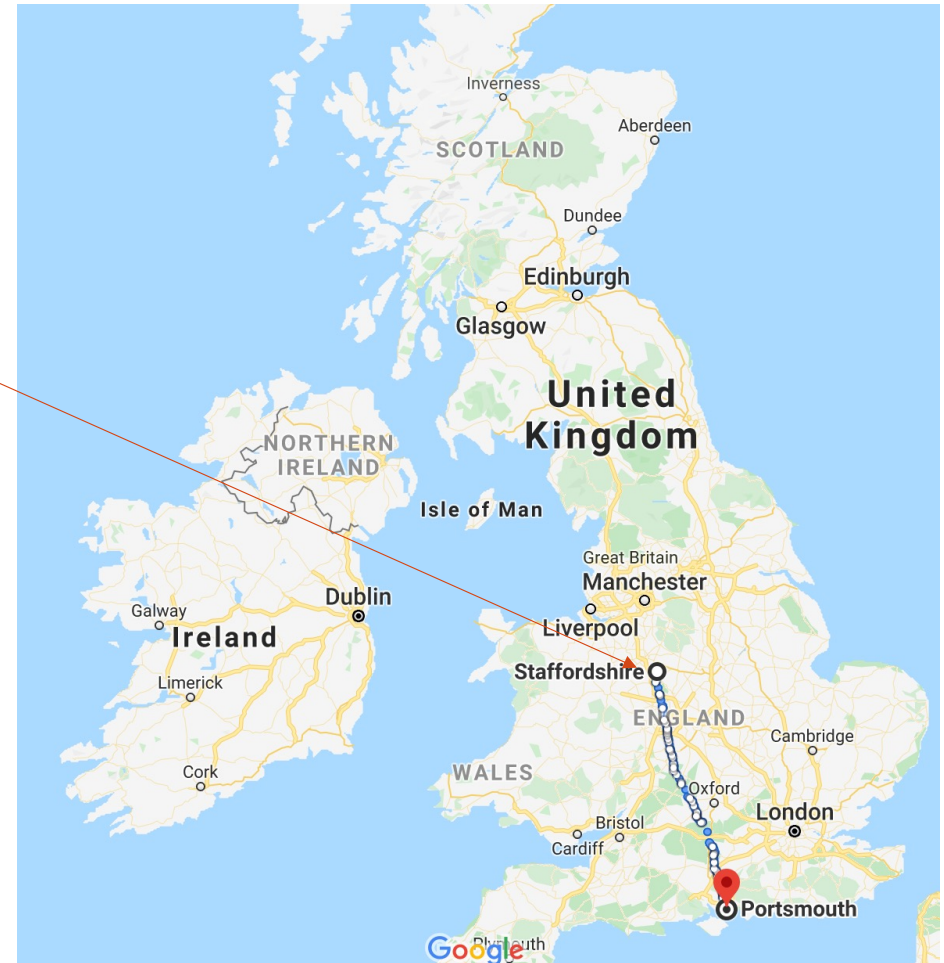 Inverness
Aberdeen
SCOTLAND
Dundee
Edinburgh
Glasgow
United
Kingdom
NORTHERN
IRELAND
Isle of Man
Great Britain
Manchester
Dublin
Galway
Ireland
Liverpool
Staffordshire
Limerick
ENGLAND
Cambridge
WALES
Cork
Oxford
London
Bristol
Cardiff
Portsmouth
Plymouth
Google